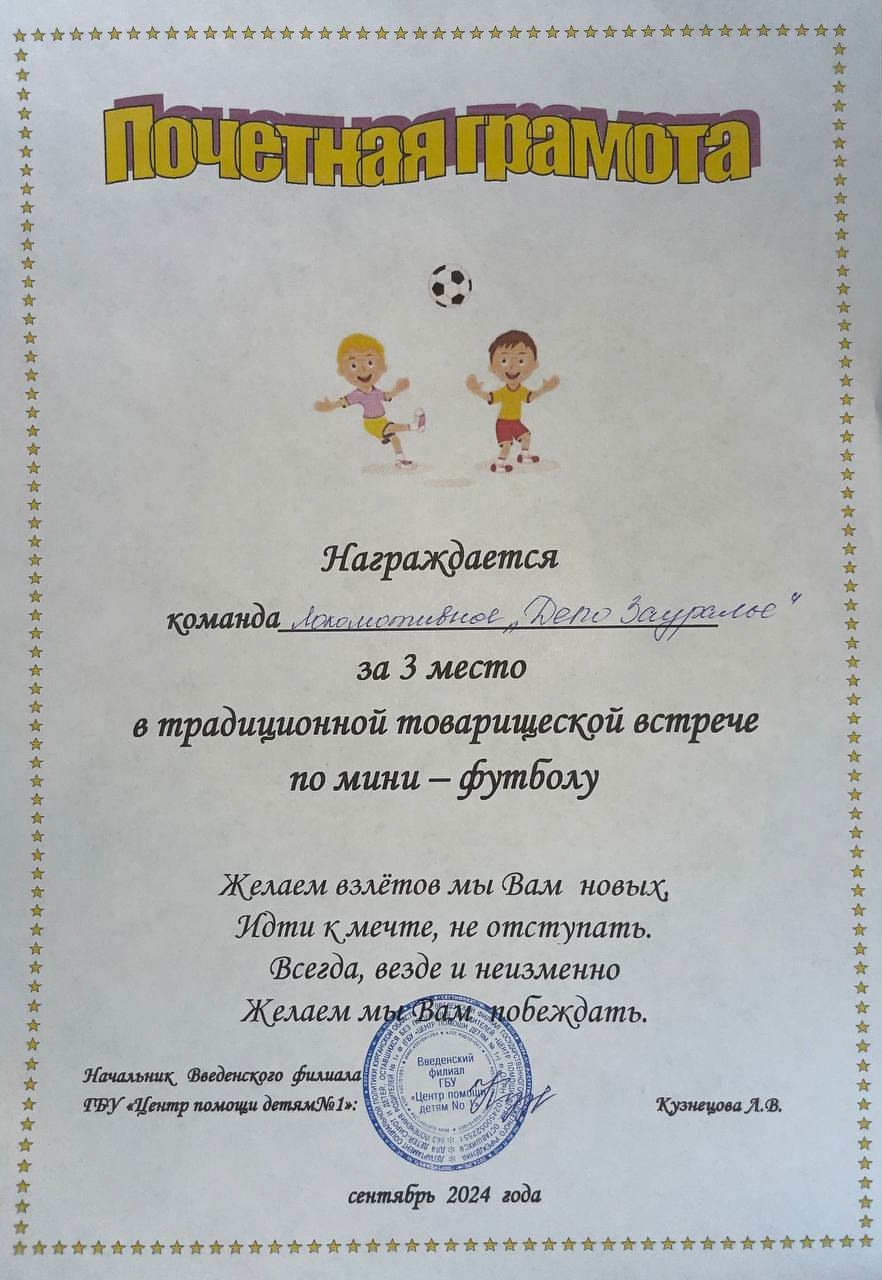 Почетная грамота
Награждается
команда Локомотивное „Депо Зауралье“
за 3 место
в традиционной товарищеской встрече
по мини – футболу
Желаем взлётов мы Вам новых,
Идти к мечте, не отступать.
Всегда, везде и неизменно
Желаем мы Вам побеждать.
Начальник Введенского филиала
ГБУ «Центр помощи детям№1»:
Введенский
филиал
ГБУ
«Центр помощи
детям №
Кузнецова Л.В.
сентябрь 2024 года